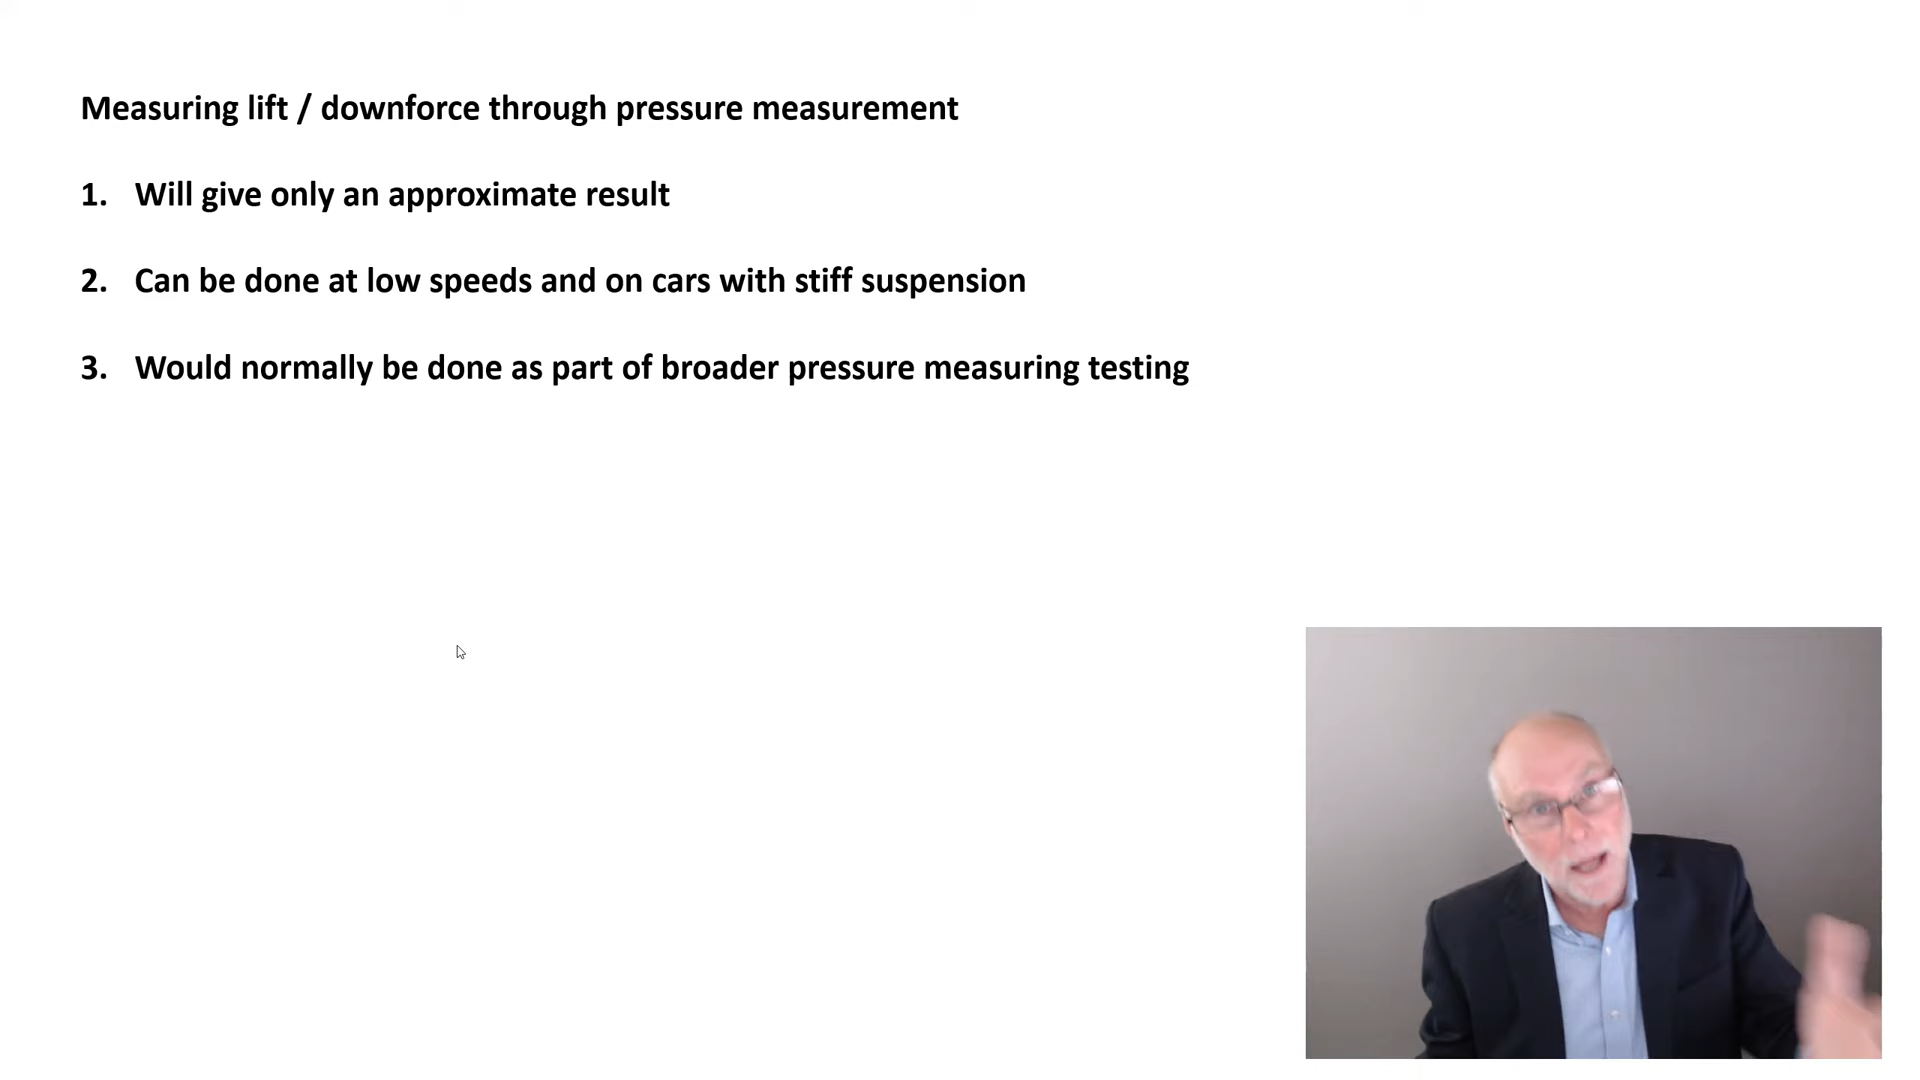 Measuring lift / downforce through pressure measurement
1. Will give only an approximate result
2. Can be done at low speeds and on cars with stiff suspension
3. Would normally be done as part of broader pressure measuring testing